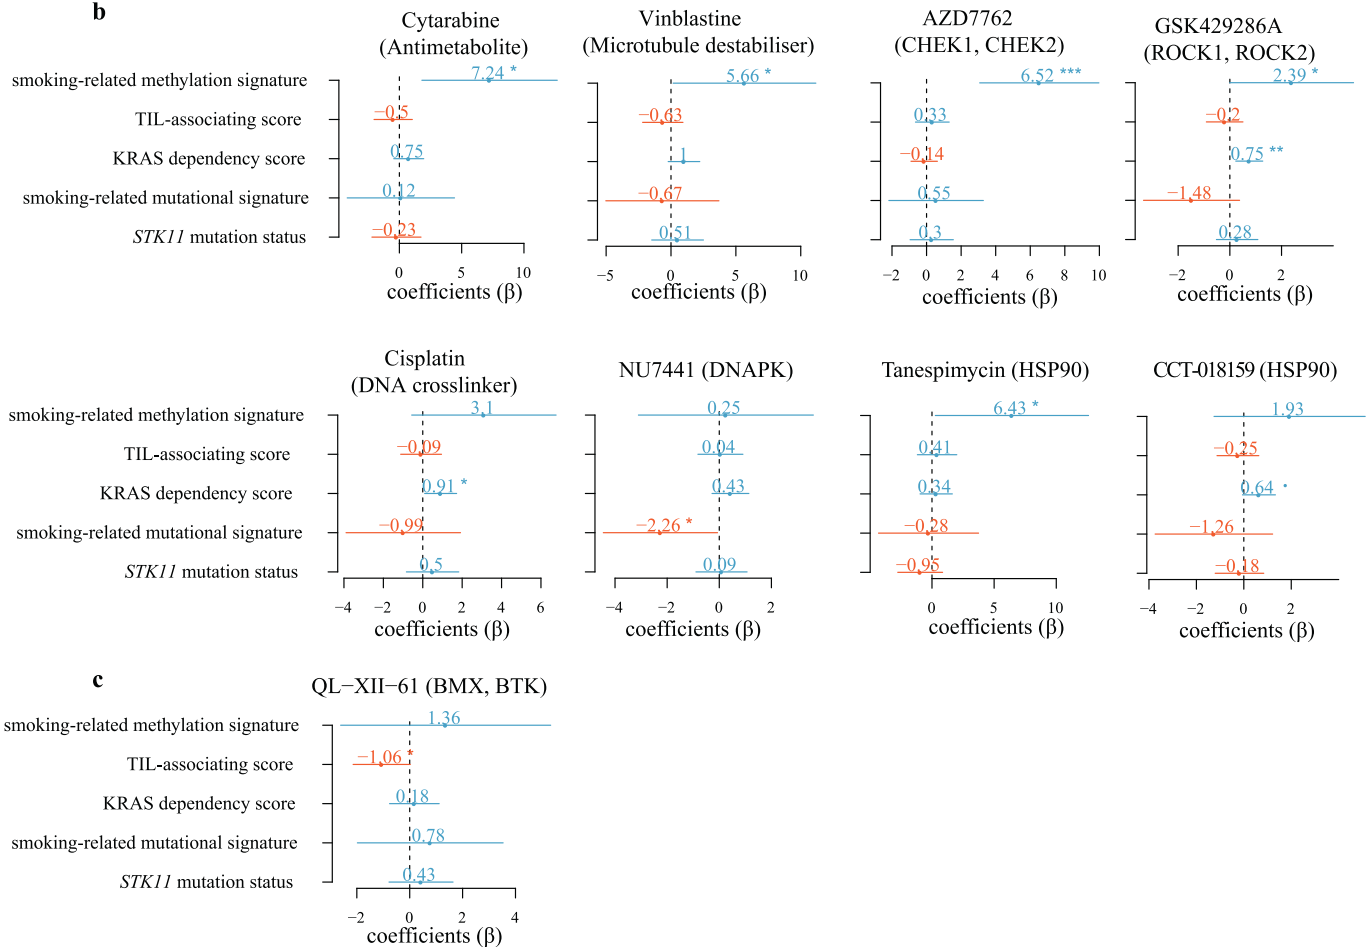 b
Cytarabine
(Antimetabolite)
Vinblastine
(Microtubule destabiliser)
AZD7762
(CHEK1, CHEK2)
GSK429286A
(ROCK1, ROCK2)
smoking-related methylation signature
7.24 *
5.66 *
6.52 ***
2.39 *
TIL-associating score
−0.5
−0.63
0.33
−0.2
KRAS dependency score
0.75
1
−0.14
0.75 **
smoking-related mutational signature
0.12
−0.67
0.55
−1.48
STK11 mutation status
−0.23
0.51
0.3
0.28
0 5 10
−5 0 5 10
−2 0 2 4 6 8 10
−2 0 2
coefficients (β)
coefficients (β)
coefficients (β)
coefficients (β)
Cisplatin
(DNA crosslinker)
NU7441 (DNAPK)
Tanespimycin (HSP90)
CCT-018159 (HSP90)
smoking-related methylation signature
3.1
0.25
6.43 *
1.93
TIL-associating score
−0.09
0.04
0.41
−0.25
KRAS dependency score
0.91 *
0.43
0.34
0.64 ·
smoking-related mutational signature
−0.99
−2.26 *
−0.28
−1.26
STK11 mutation status
0.5
0.09
−0.95
−0.18
−4 −2 0 2 4 6
−4 −2 0 2
0 5 10
−4 −2 0 2
coefficients (β)
coefficients (β)
coefficients (β)
coefficients (β)
c
QL−XII−61 (BMX, BTK)
smoking-related methylation signature
1.36
TIL-associating score
−1.06 *
KRAS dependency score
0.18
smoking-related mutational signature
0.78
STK11 mutation status
0.43
−2 0 2 4
coefficients (β)